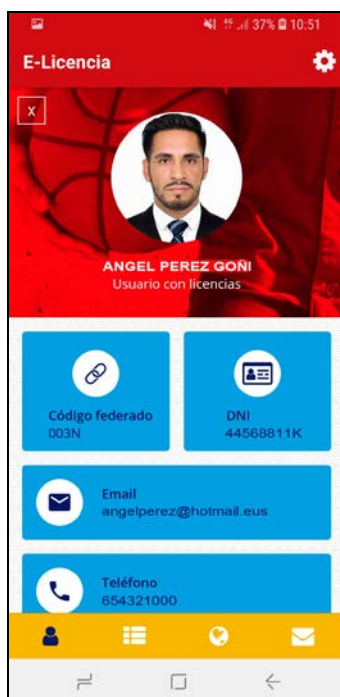 4G 37% 10:51
E-Licencia
X
ANGEL PEREZ GOÑI
Usuario con licencias
Código federado
003N
DNI
44568811K
Email
angelperez@hotmail.eus
Teléfono
654321000